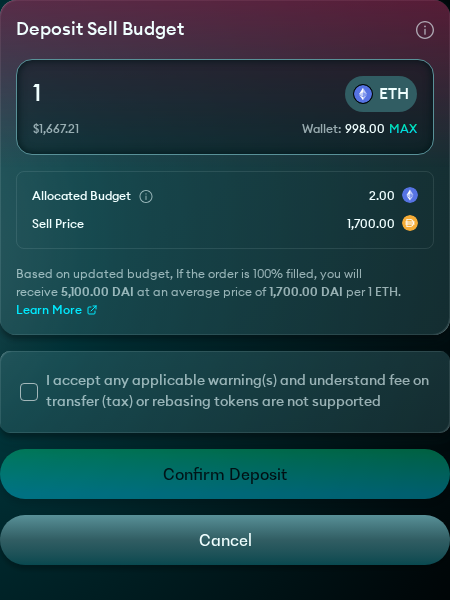 Deposit Sell Budget
1 ETH
$1,667.21 Wallet: 998.00 MAX
Allocated Budget 2.00
Sell Price 1,700.00
Based on updated budget, If the order is 100% filled, you will
receive 5,100.00 DAI at an average price of 1,700.00 DAI per 1 ETH.
Learn More
I accept any applicable warning(s) and understand fee on
transfer (tax) or rebasing tokens are not supported
Confirm Deposit
Cancel